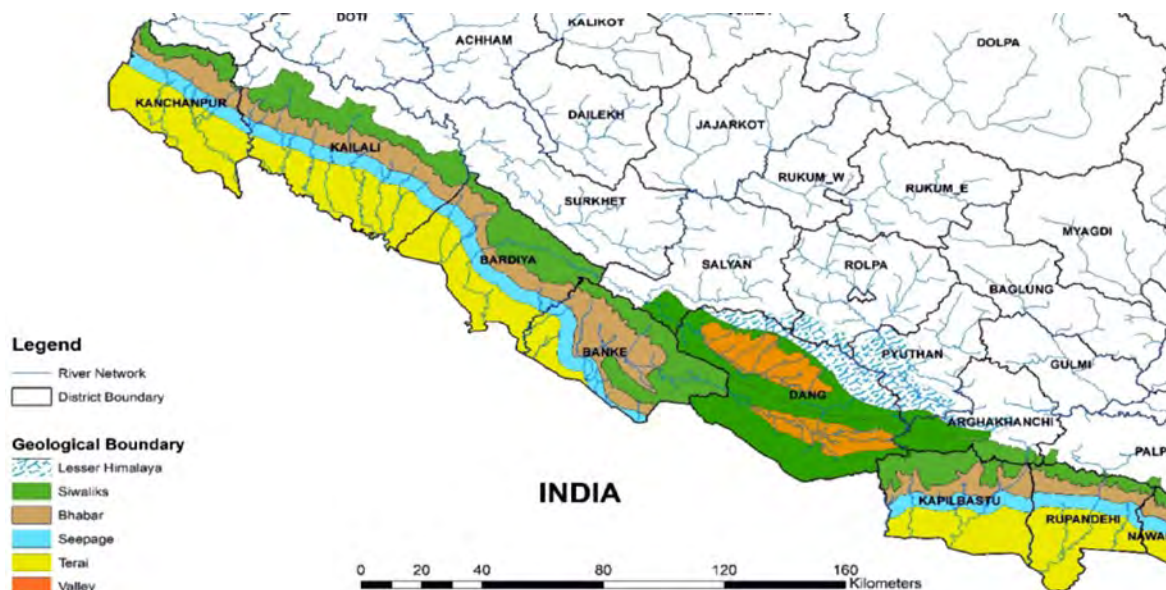 DOTI
KALIKOT
ACHHAM
DOLPA
KANCHANPUR
DAILEKH
JAJARKOT
KAILALI
RUKUM_W
RUKUM_E
SURKHET
MYAGDI
BARDIYA
SALYAN
ROLPA
BAGLUNG
BANKE
PYUTHAN
GULMI
DANG
ARGHAKHANCHI
PALP
KAPILBASTU
RUPANDEHI
NAWA
INDIA
Legend
River Network
District Boundary
Geological Boundary
Lesser Himalaya
Siwaliks
Bhabar
Seepage
Terai
Valley
0 20 40 80 120 160
Kilometers